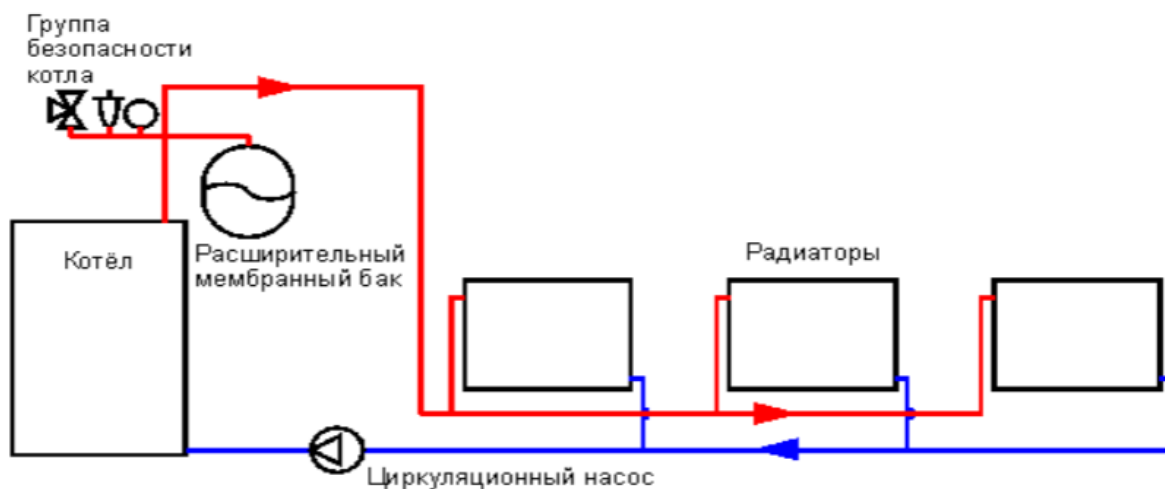 Группа
безопасности
котла
Котёл
Расширительный
мембранный бак
Радиаторы
Циркуляционный насос